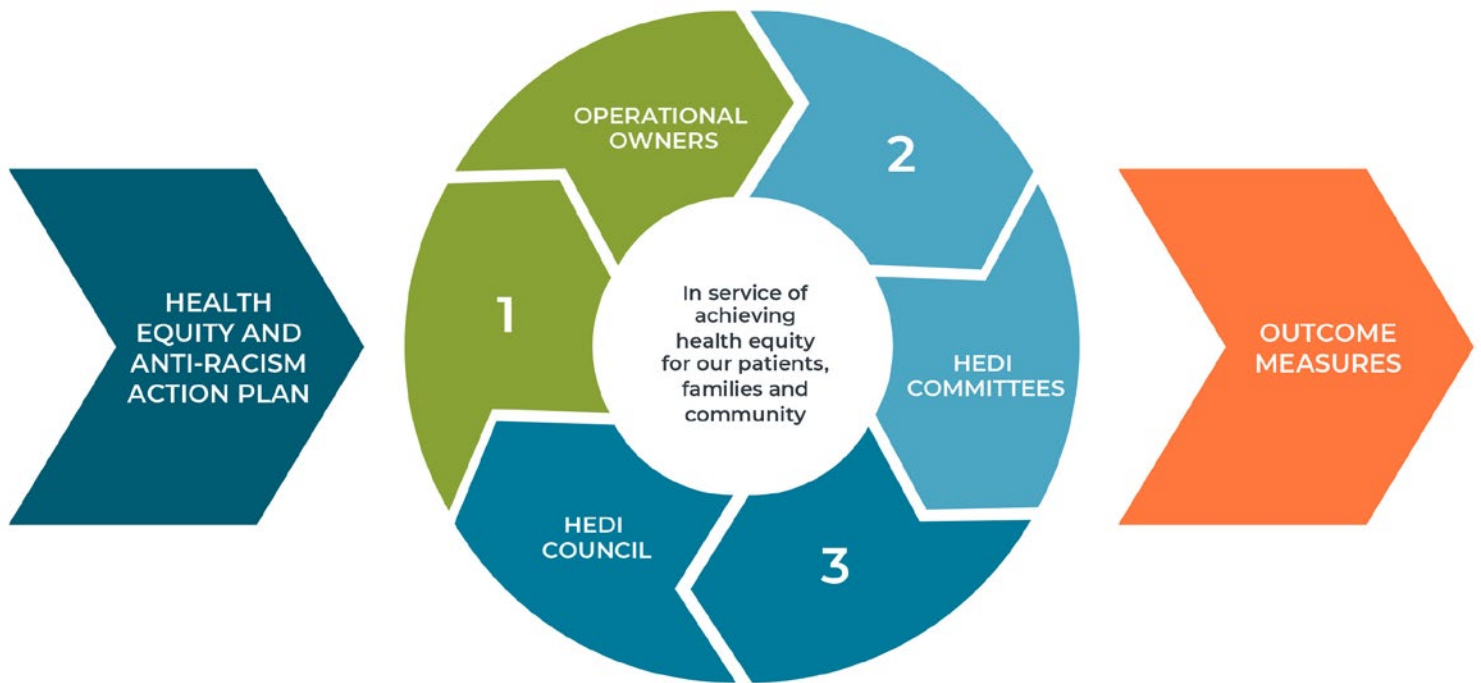 HEALTH
EQUITY AND
ANTI-RACISM
ACTION PLAN
1
OPERATIONAL
OWNERS
2
HEDI
COMMITTEES
3
HEDI
COUNCIL
In service of
achieving
health equity
for our patients,
families and
community
OUTCOME
MEASURES